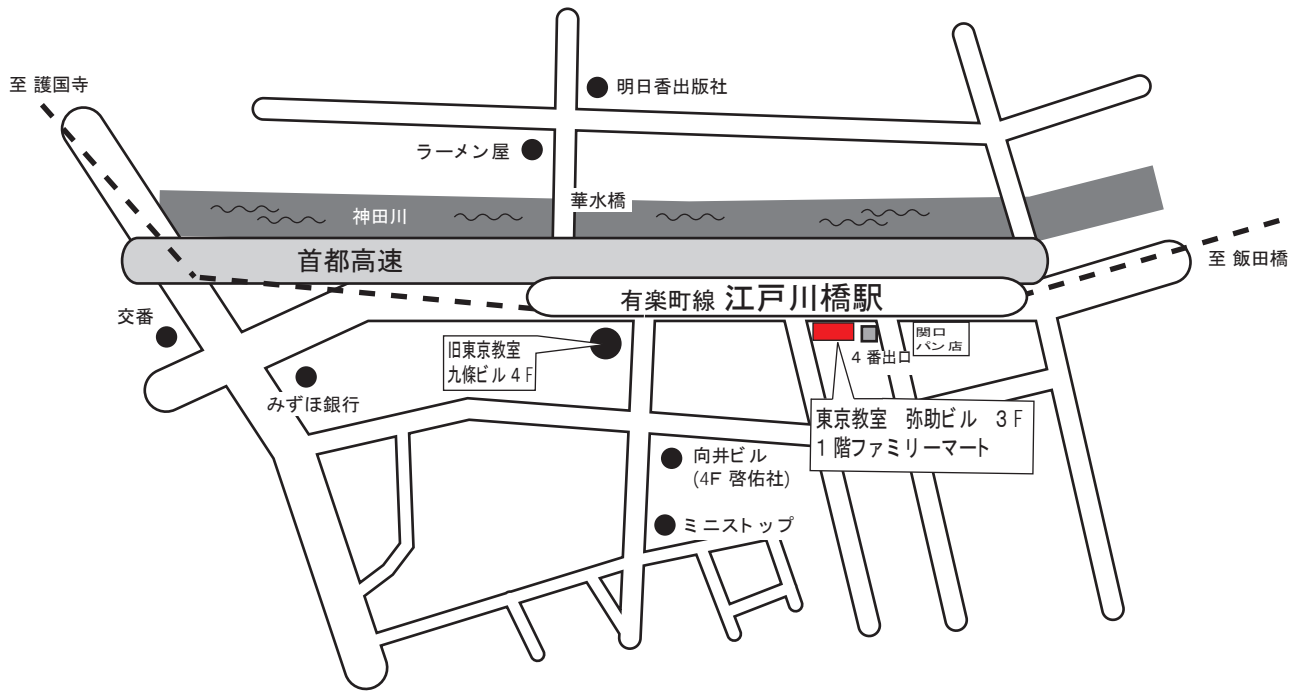 至 護国寺
明日香出版社
ラーメン屋
華水橋
神田川
首都高速
至 飯田橋
有楽町線 江戸川橋駅
交番
旧東京教室
九條ビル 4F
関口
パン店
4 番出口
みずほ銀行
東京教室 弥助ビル 3F
1 階ファミリーマート
向井ビル
(4F 啓佑社)
ミニストップ